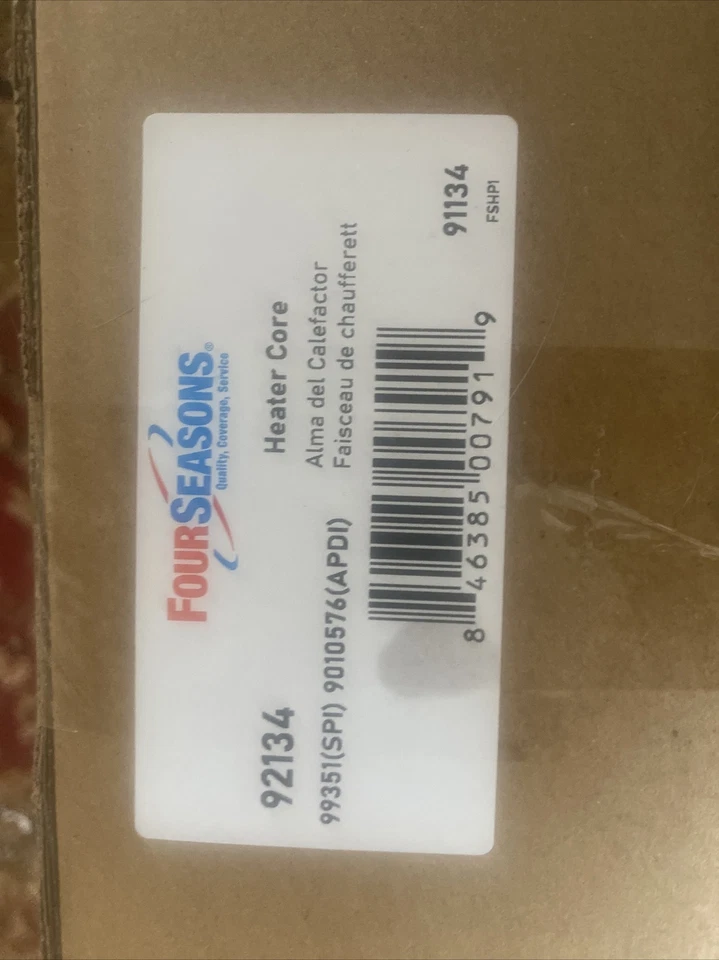 FOURSEASONS®
Quality, Coverage, Service
92134
Heater Core
99351(SPI) 9010576(APDI)
Alma del Calefactor
Faisceau de chaufferett
8 46385 00791 9
91134
FSHP1